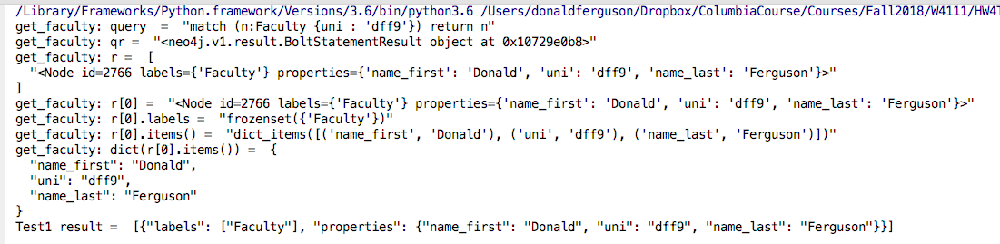 /Library/Frameworks/Python.framework/Versions/3.6/bin/python3.6 /Users/donaldferguson/Dropbox/ColumbiaCourse/Courses/Fall2018/W4111/HW4T
get_faculty: query  =  "match (n:Faculty {uni : 'dff9'}) return n"
get_faculty: qr =  "<neo4j.v1.result.BoltStatementResult object at 0x10729e0b8>"
get_faculty: r =  [
  "<Node id=2766 labels={'Faculty'} properties={'name_first': 'Donald', 'uni': 'dff9', 'name_last': 'Ferguson'}>"
]
get_faculty: r[0] =  "<Node id=2766 labels={'Faculty'} properties={'name_first': 'Donald', 'uni': 'dff9', 'name_last': 'Ferguson'}>"
get_faculty: r[0].labels =  "frozenset({'Faculty'})"
get_faculty: r[0].items() =  "dict_items([('name_first', 'Donald'), ('uni', 'dff9'), ('name_last', 'Ferguson')])"
get_faculty: dict(r[0].items()) =  {
  "name_first": "Donald",
  "uni": "dff9",
  "name_last": "Ferguson"
}
Test1 result =  [{"labels": ["Faculty"], "properties": {"name_first": "Donald", "uni": "dff9", "name_last": "Ferguson"}}]